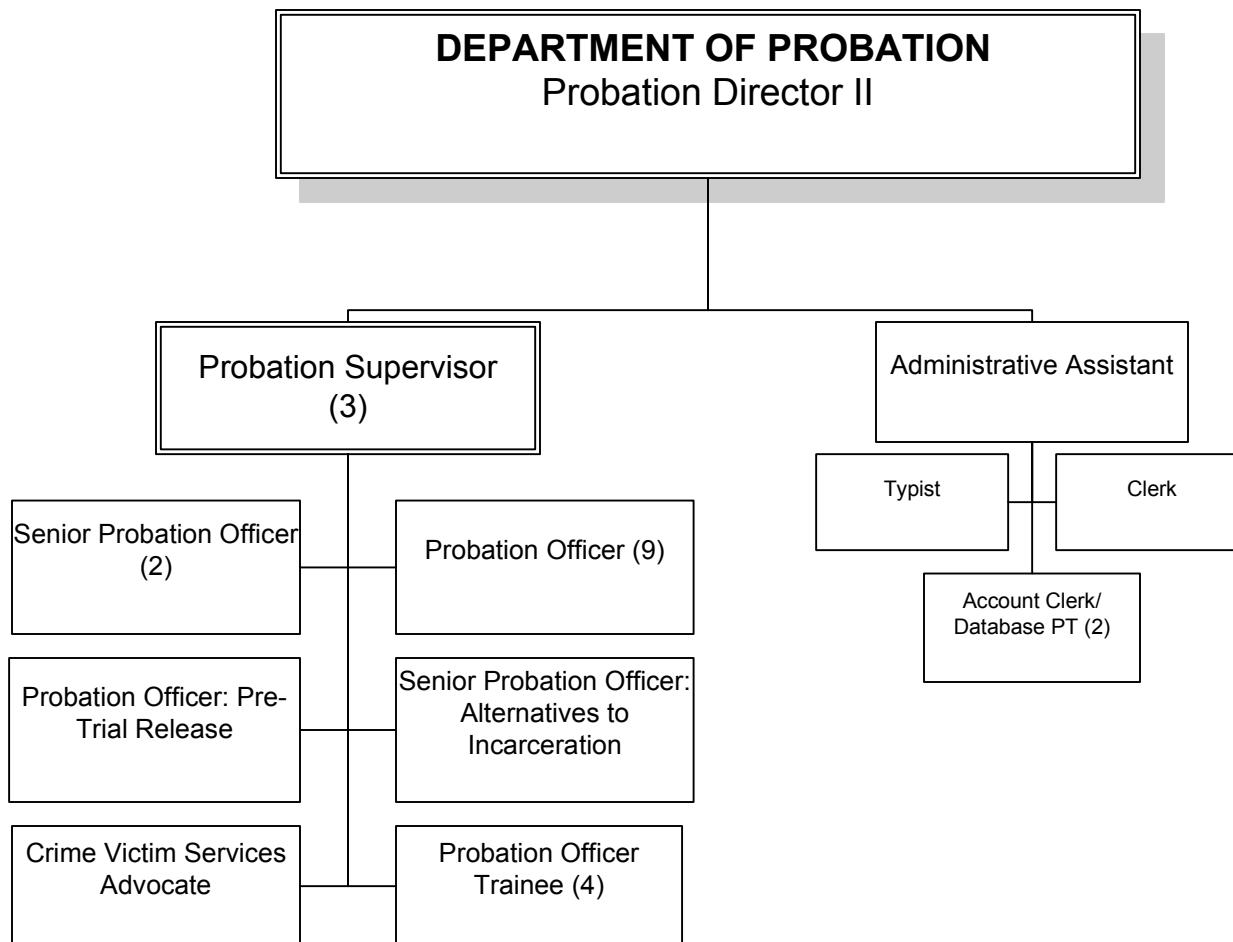 DEPARTMENT OF PROBATION
Probation Director II
Probation Supervisor
(3)
Administrative Assistant
Typist
Clerk
Account Clerk/
Database PT (2)
Senior Probation Officer
(2)
Probation Officer (9)
Probation Officer: Pre-
Trial Release
Senior Probation Officer:
Alternatives to
Incarceration
Crime Victim Services
Advocate
Probation Officer
Trainee (4)